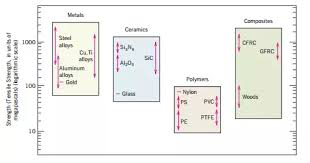 Metals
Ceramics
Composites
Polymers
Strength (Tensile Strength, in units of
megapascals) (logarithmic scale)
1000
100
10
Steel
alloys
Cu,Ti
alloys
Aluminum
alloys
Gold
Si₃N₄
Al₂O₃
SiC
Glass
Nylon
PS
PVC
PTFE
PE
CFRC
GFRC
Woods